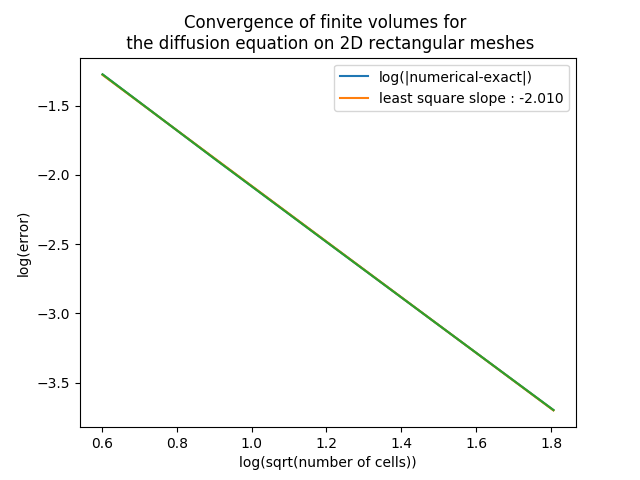 Convergence of finite volumes for
the diffusion equation on 2D rectangular meshes
log(|numerical-exact|)
least square slope : -2.010
log(error)
−1.5
−2.0
−2.5
−3.0
−3.5
0.6 0.8 1.0 1.2 1.4 1.6 1.8
log(sqrt(number of cells))